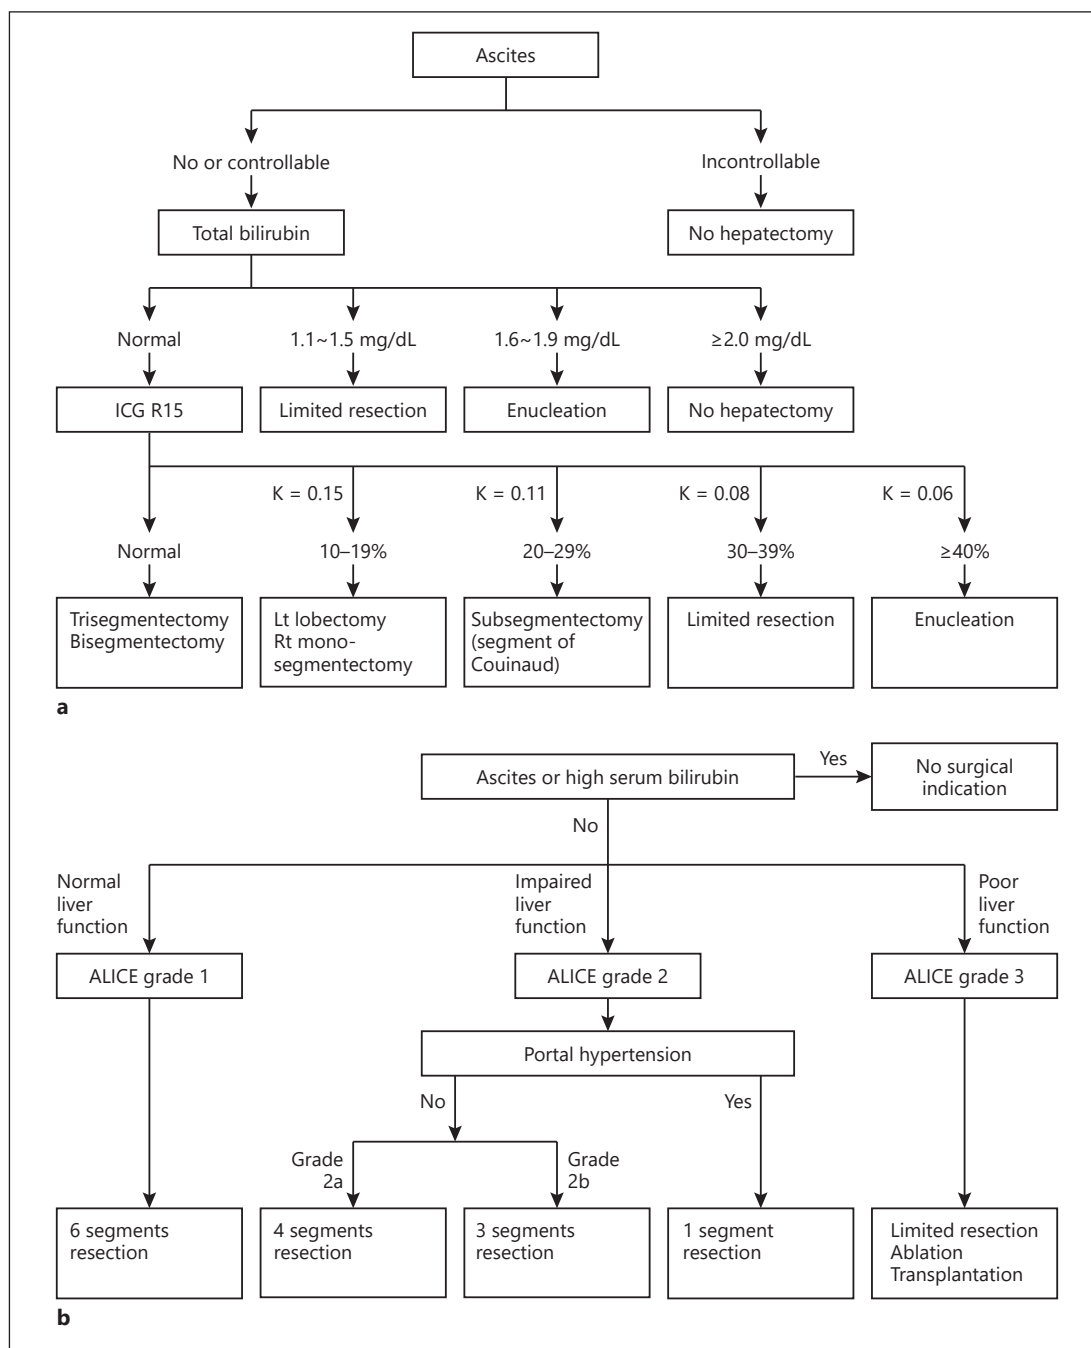 Ascites
No or controllable
Incontrollable
Total bilirubin
No hepatectomy
Normal
1.1~1.5 mg/dL
1.6~1.9 mg/dL
≥2.0 mg/dL
ICG R15
Limited resection
Enucleation
No hepatectomy
K = 0.15
K = 0.11
K = 0.08
K = 0.06
Normal
10–19%
20–29%
30–39%
≥40%
Trisegmentectomy
Bisegmentectomy
Lt lobectomy
Rt mono-
segmentectomy
Subsegmentectomy
(segment of
Couinaud)
Limited resection
Enucleation
a
Ascites or high serum bilirubin
Yes
No surgical
indication
No
Normal
liver
function
Impaired
liver
function
Poor
liver
function
ALICE grade 1
ALICE grade 2
ALICE grade 3
Portal hypertension
No
Yes
Grade
2a
Grade
2b
6 segments
resection
4 segments
resection
3 segments
resection
1 segment
resection
Limited resection
Ablation
Transplantation
b